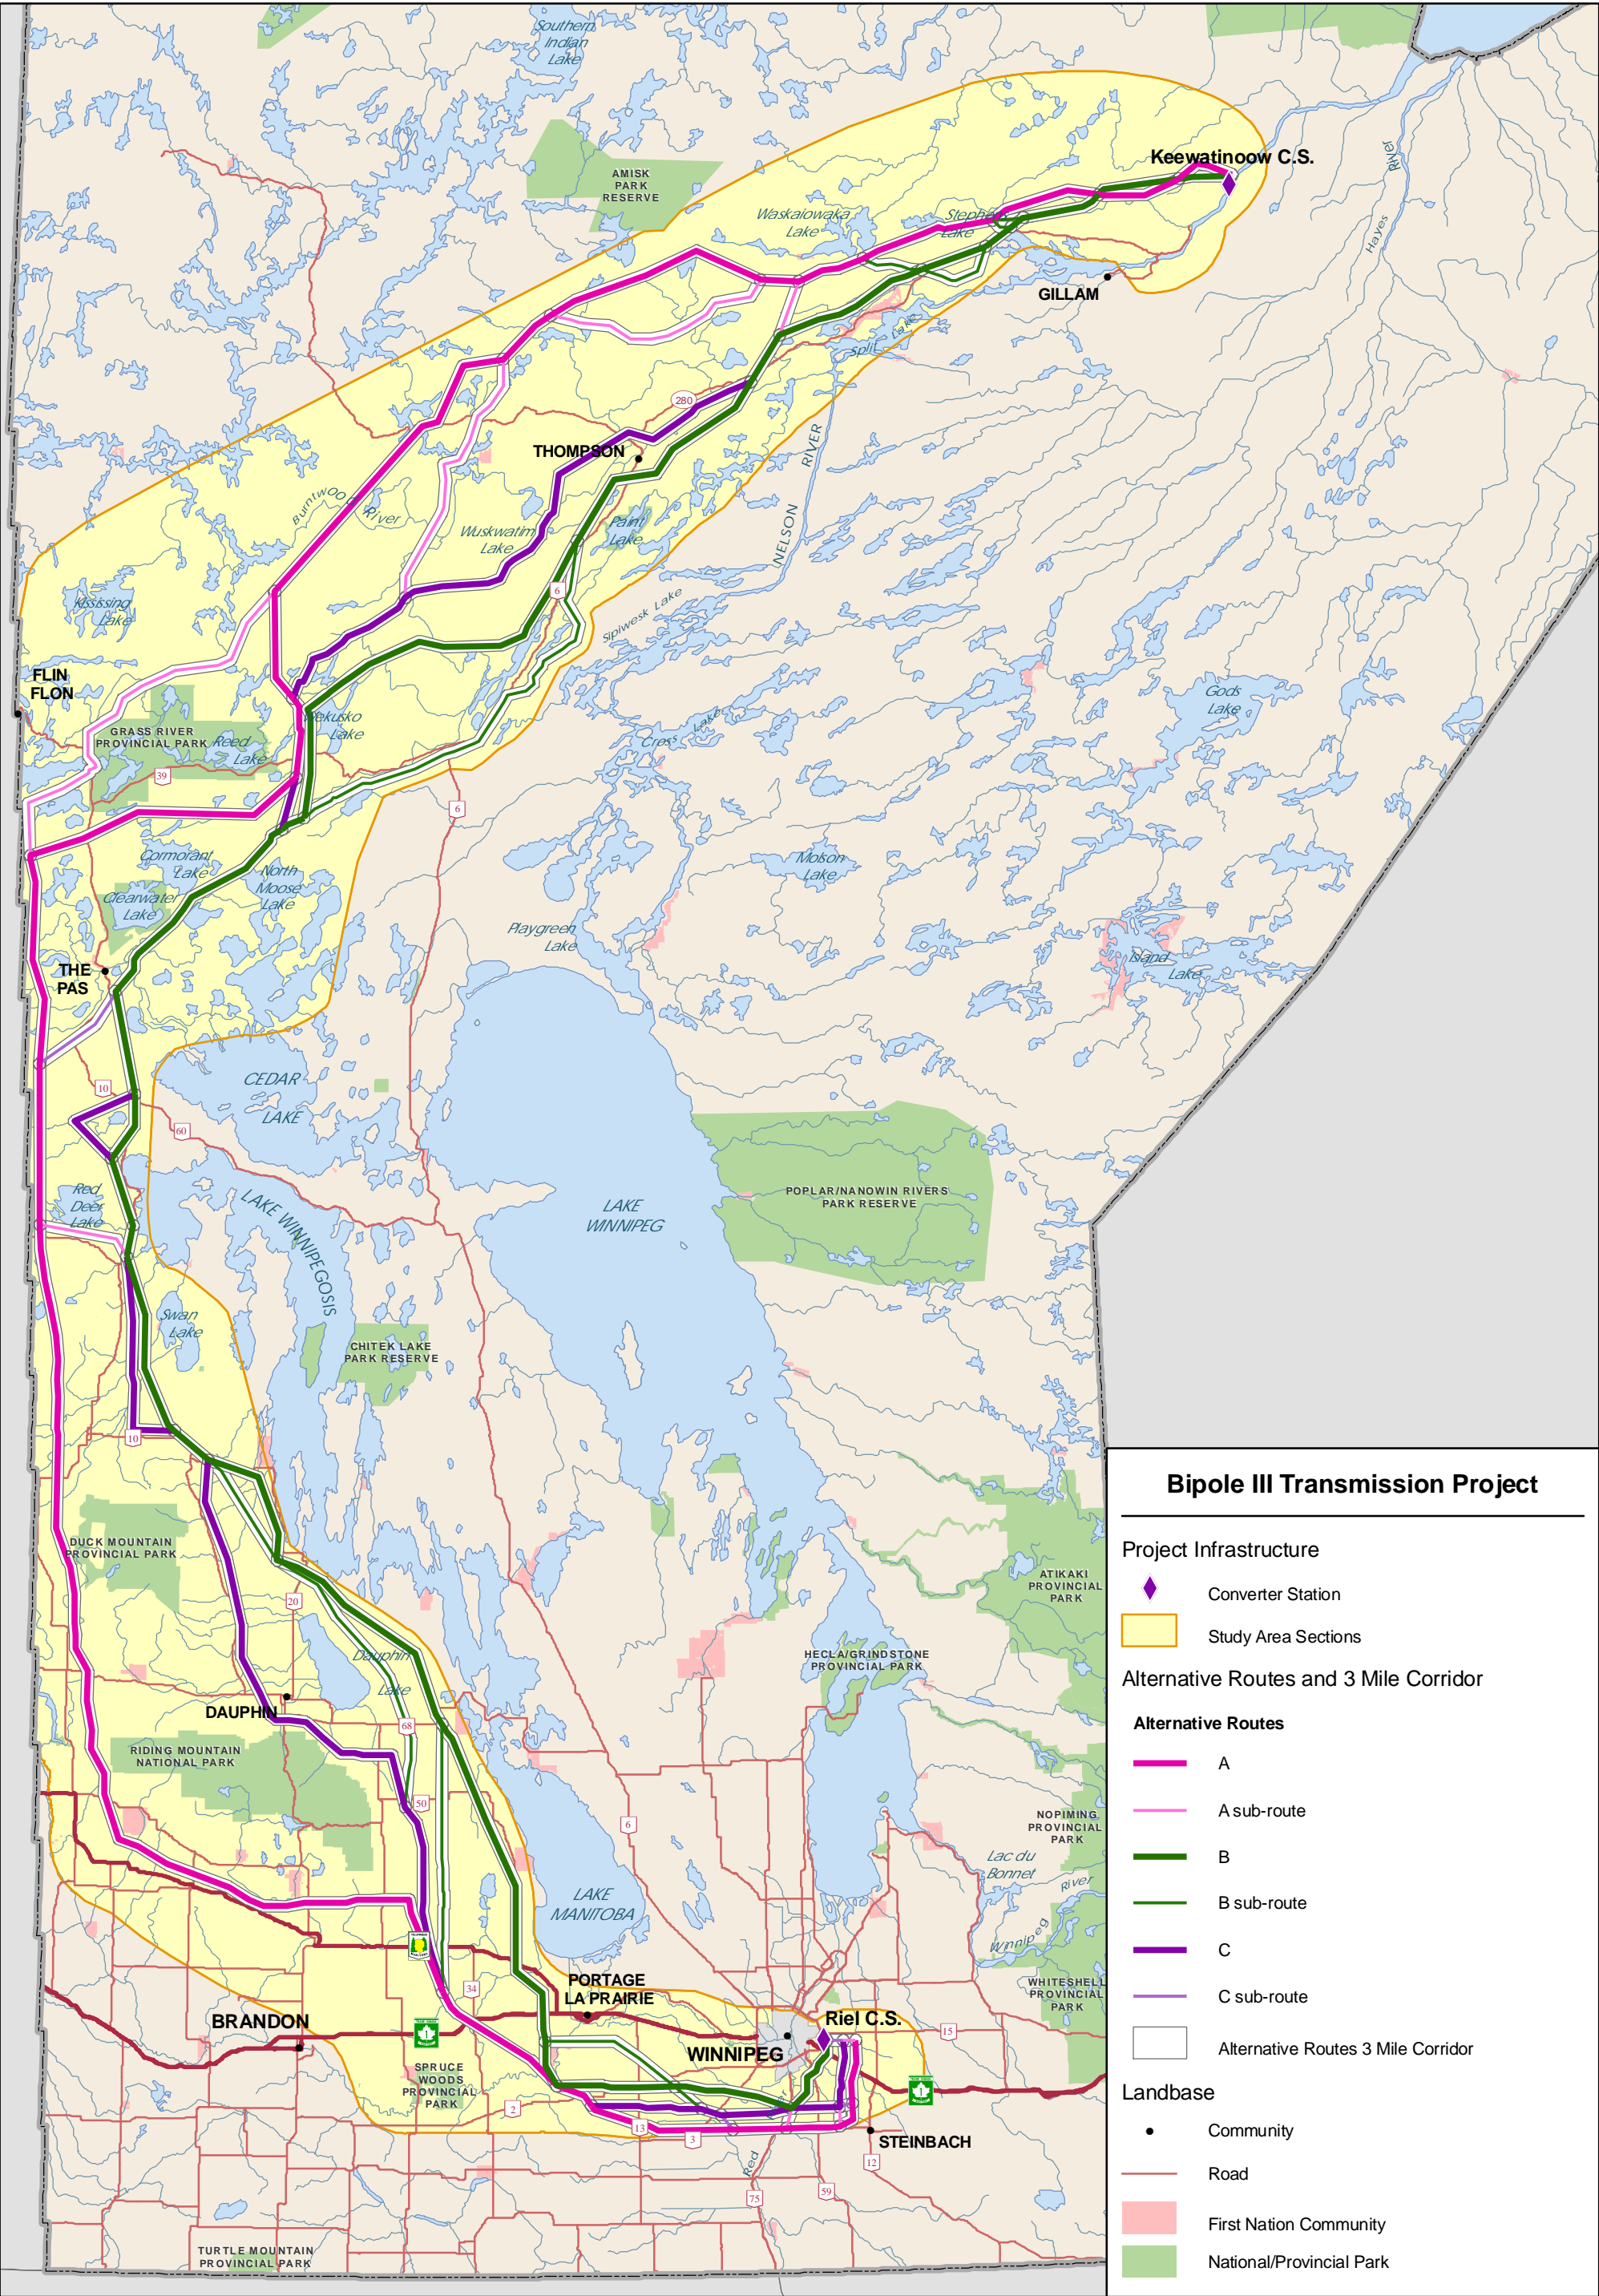 Southern
Indian
Lake
Keewatinoow C.S.
River
AMISK
PARK
RESERVE
Waskaiowaka
Lake
Stephens
Lake
Hayes
GILLAM
Split Lake
280
THOMPSON
RIVER
Burntwood
River
Wuskwatim
Lake
Paint
Lake
NELSON
6
Kississing
Lake
Sipiwesk Lake
FLIN
FLON
Gods
Lake
Wekusko
Lake
GRASS RIVER
PROVINCIAL PARK
Reed
Lake
Cross Lake
39
6
Cormorant
Lake
North
Moose
Lake
Molson
Lake
Clearwater
Lake
Playgreen
Lake
Island
Lake
THE
PAS
CEDAR
LAKE
10
60
Red
Deer
Lake
LAKE WINNIPEGOSIS
LAKE
WINNIPEG
POPLAR/NANOWIN RIVERS
PARK RESERVE
Swan
Lake
CHITEK LAKE
PARK RESERVE
10
DUCK MOUNTAIN
PROVINCIAL PARK
20
ATIKAKI
PROVINCIAL
PARK
Dauphin
Lake
HECLA/GRINDSTONE
PROVINCIAL PARK
DAUPHIN
68
RIDING MOUNTAIN
NATIONAL PARK
50
6
NOPIMING
PROVINCIAL
PARK
Lac du
Bonnet
River
Winnipeg
LAKE
MANITOBA
34
PORTAGE
LA PRAIRIE
WHITESHELL
PROVINCIAL
PARK
BRANDON
1
Riel C.S.
15
WINNIPEG
SPRUCE
WOODS
PROVINCIAL
PARK
1
2
13
3
STEINBACH
12
Red
75
59
TURTLE MOUNTAIN
PROVINCIAL PARK
Bipole III Transmission Project
Project Infrastructure
Converter Station
Study Area Sections
Alternative Routes and 3 Mile Corridor
Alternative Routes
A
A sub-route
B
B sub-route
C
C sub-route
Alternative Routes 3 Mile Corridor
Landbase
Community
Road
First Nation Community
National/Provincial Park